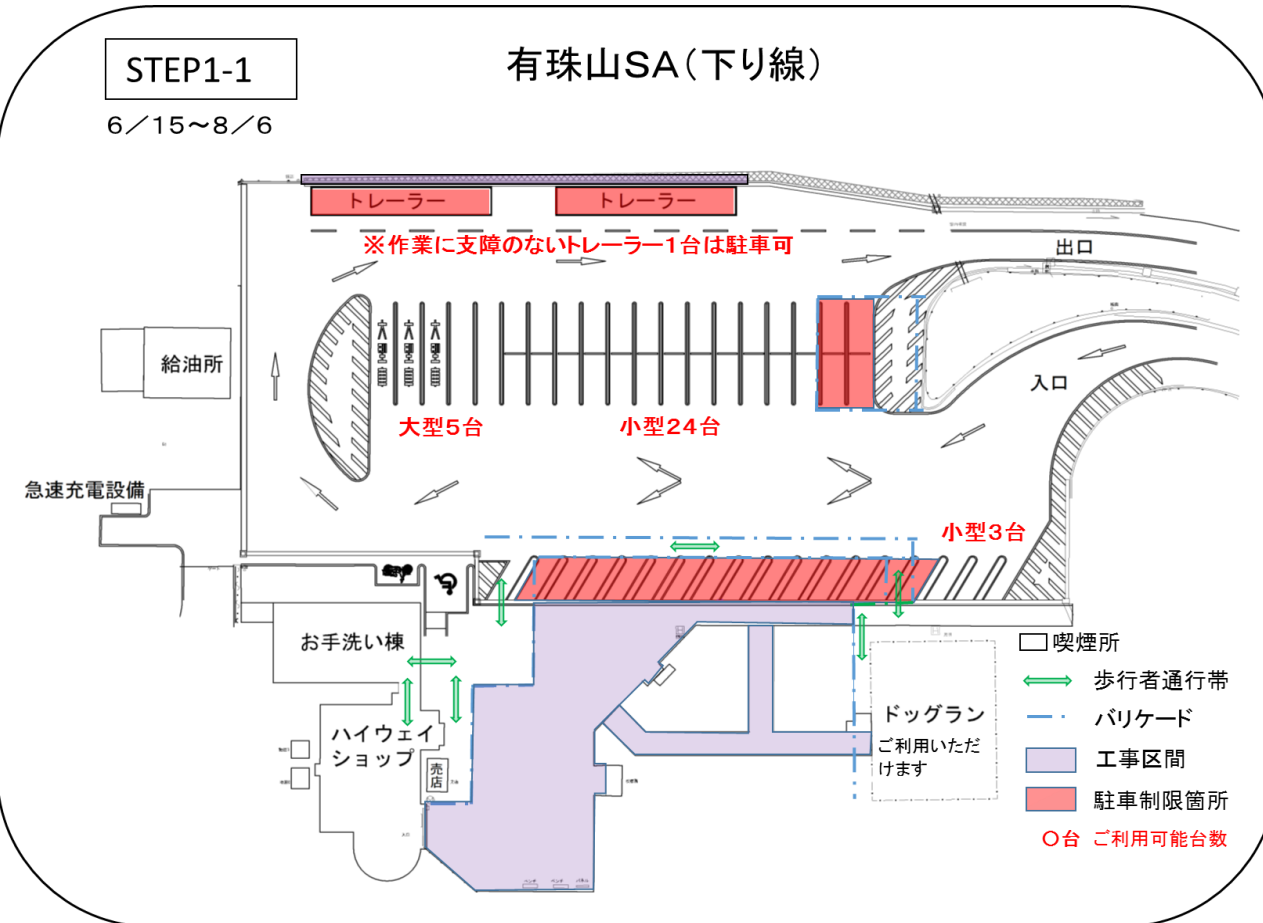 STEP1-1
有珠山SA(下り線)
6/15~8/6
トレーラー
トレーラー
※作業に支障のないトレーラー1台は駐車可
出口
給油所
入口
大型5台
小型24台
急速充電設備
小型3台
お手洗い棟
喫煙所
歩行者通行帯
ドッグラン
ご利用いただ
けます
バリケード
ハイウェイ
ショップ
売
店
工事区間
駐車制限箇所
〇台 ご利用可能台数